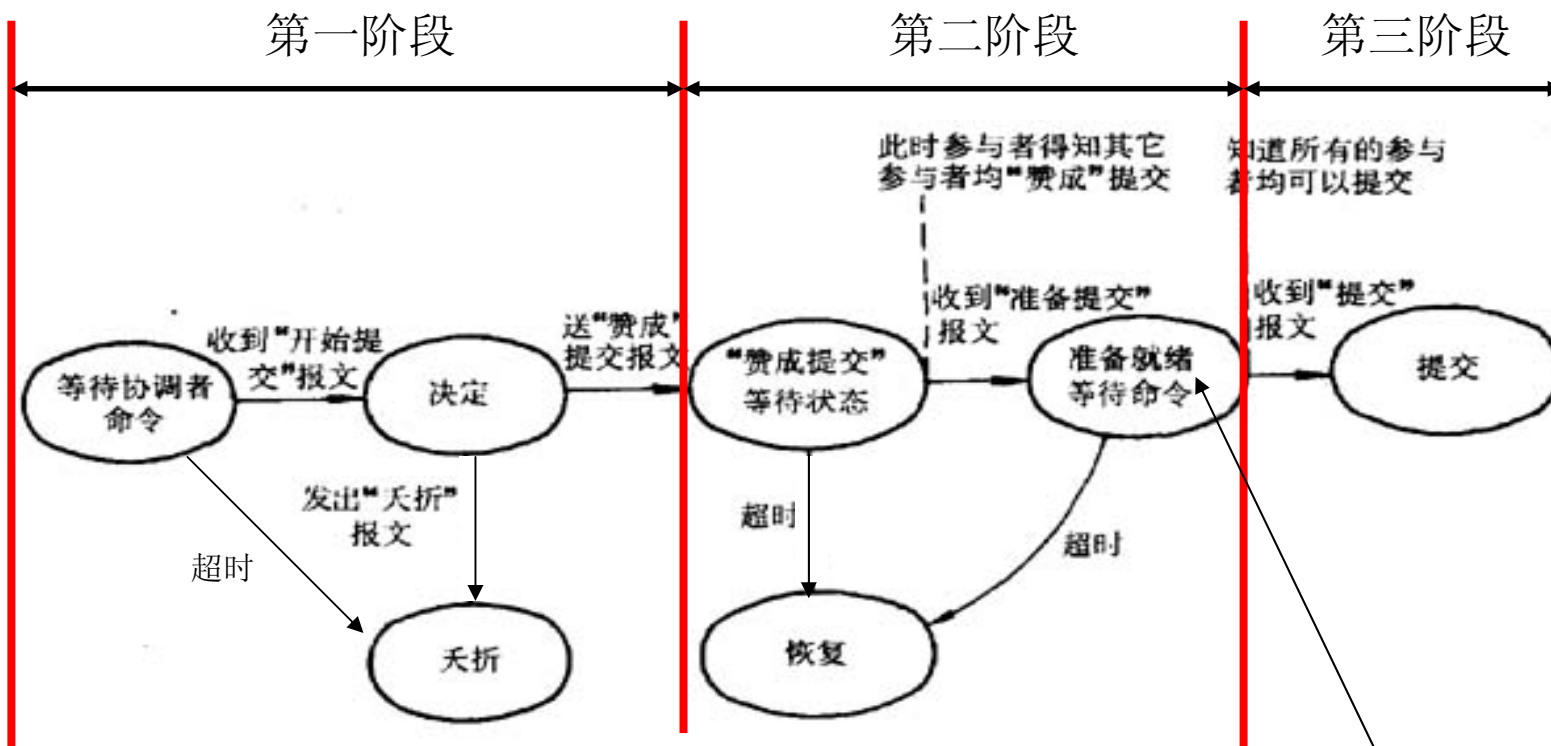 第一阶段
第二阶段
第三阶段
此时参与者得知其它
参与者均“赞成”提交
知道所有的参与
者均可以提交
收到“开始提
交”报文
送“赞成”
提交报文
收到“准备提交”
报文
收到“提交”
报文
等待协调者
命令
决定
“赞成提交”
等待状态
准备就绪
等待命令
提交
发出“夭折”
报文
超时
超时
超时
夭折
恢复